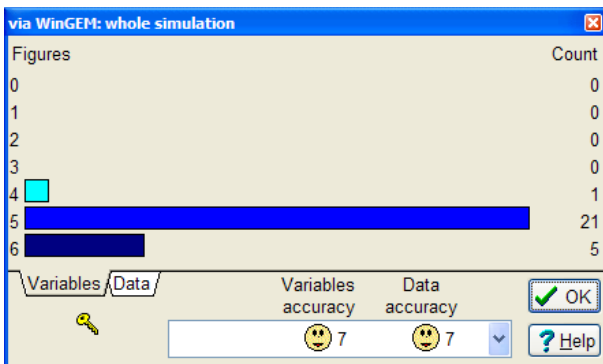 via WinGEM: whole simulation
Figures Count
0 0
1 0
2 0
3 0
4 1
5 21
6 5
Variables Data
Variables accuracy Data accuracy
7 7
OK
? Help